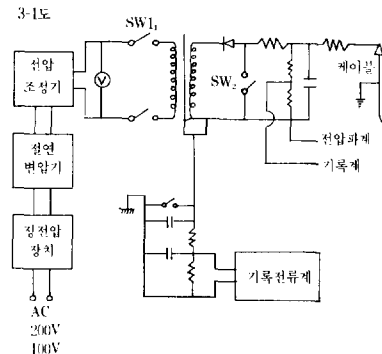 3-1도
SW1₁
전압
조정기
V
SW₂
케이블
전압파계
기록계
절연
변압기
정전압
장치
기록전류계
AC
200V
100V